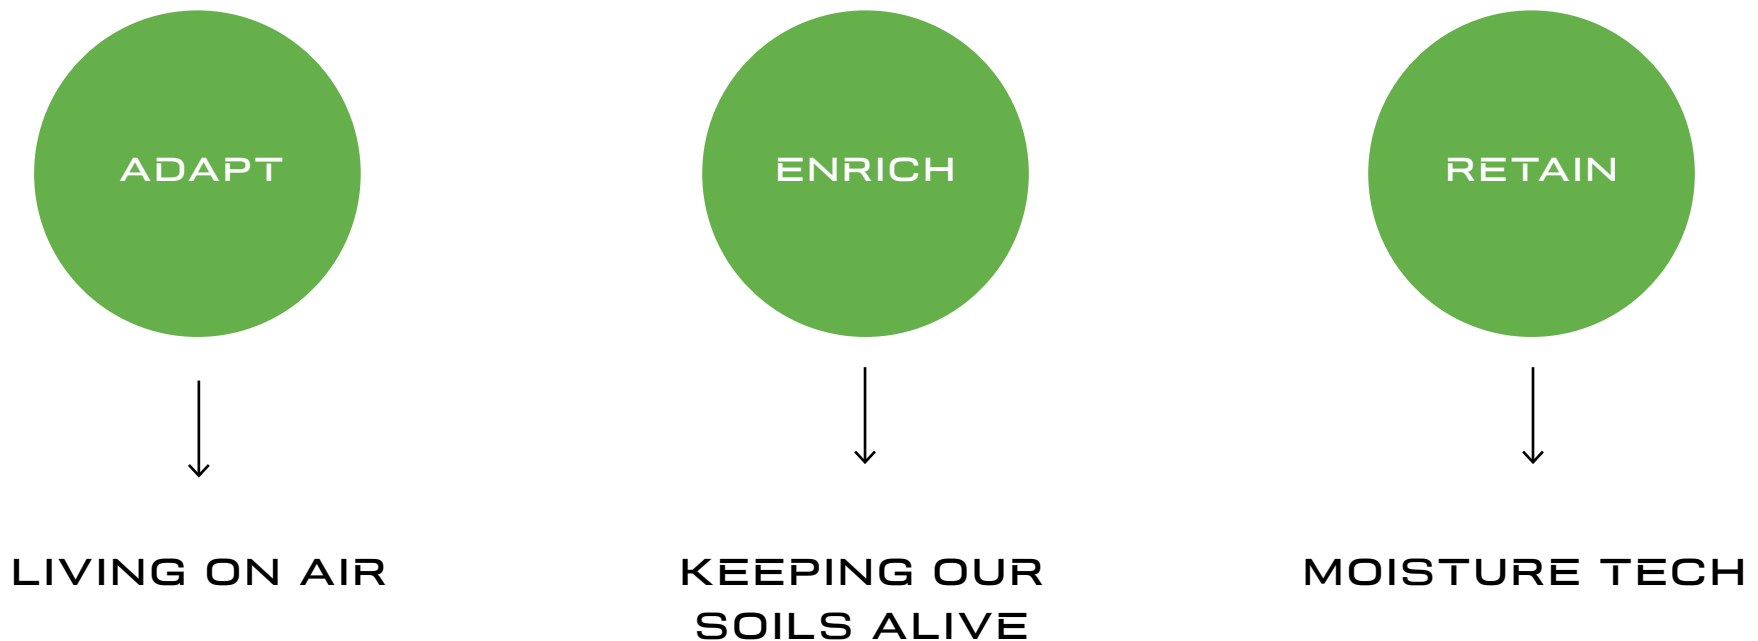 ADAPT
ENRICH
RETAIN
LIVING ON AIR
KEEPING OUR
SOILS ALIVE
MOISTURE TECH